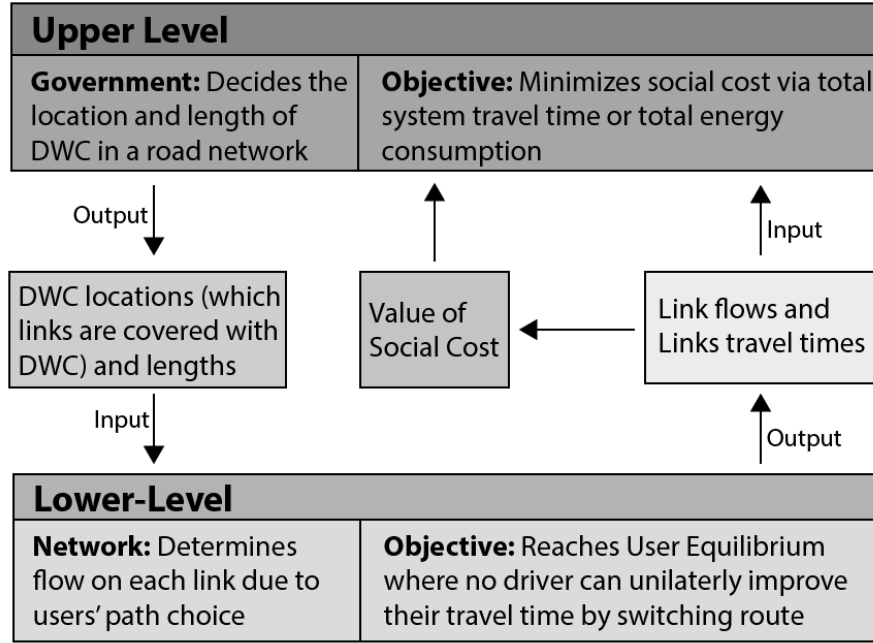 Upper Level
Government: Decides the
location and length of
DWC in a road network
Objective: Minimizes social cost via total
system travel time or total energy
consumption
Output
Input
DWC locations (which
links are covered with
DWC) and lengths
Value of
Social Cost
Link flows and
Links travel times
Input
Output
Lower-Level
Network: Determines
flow on each link due to
users' path choice
Objective: Reaches User Equilibrium
where no driver can unilaterly improve
their travel time by switching route